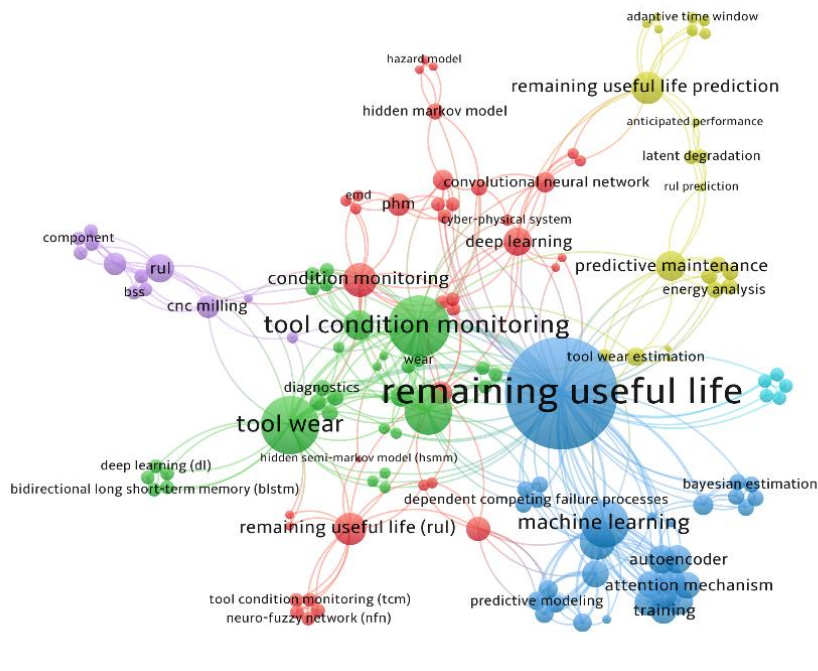 adaptive time window
hazard model
remaining useful life prediction
hidden markov model
anticipated performance
latent degradation
convolutional neural network
rul prediction
emd
phm
cyber-physical system
component
deep learning
rul
condition monitoring
predictive maintenance
bss
energy analysis
cnc milling
tool condition monitoring
wear
tool wear estimation
diagnostics
remaining useful life
tool wear
hidden semi-markov model (hsmm)
deep learning (dl)
bidirectional long short-term memory (blstm)
bayesian estimation
dependent competing failure processes
remaining useful life (rul)
machine learning
autoencoder
attention mechanism
tool condition monitoring (tcm)
predictive modeling
training
neuro-fuzzy network (nfn)